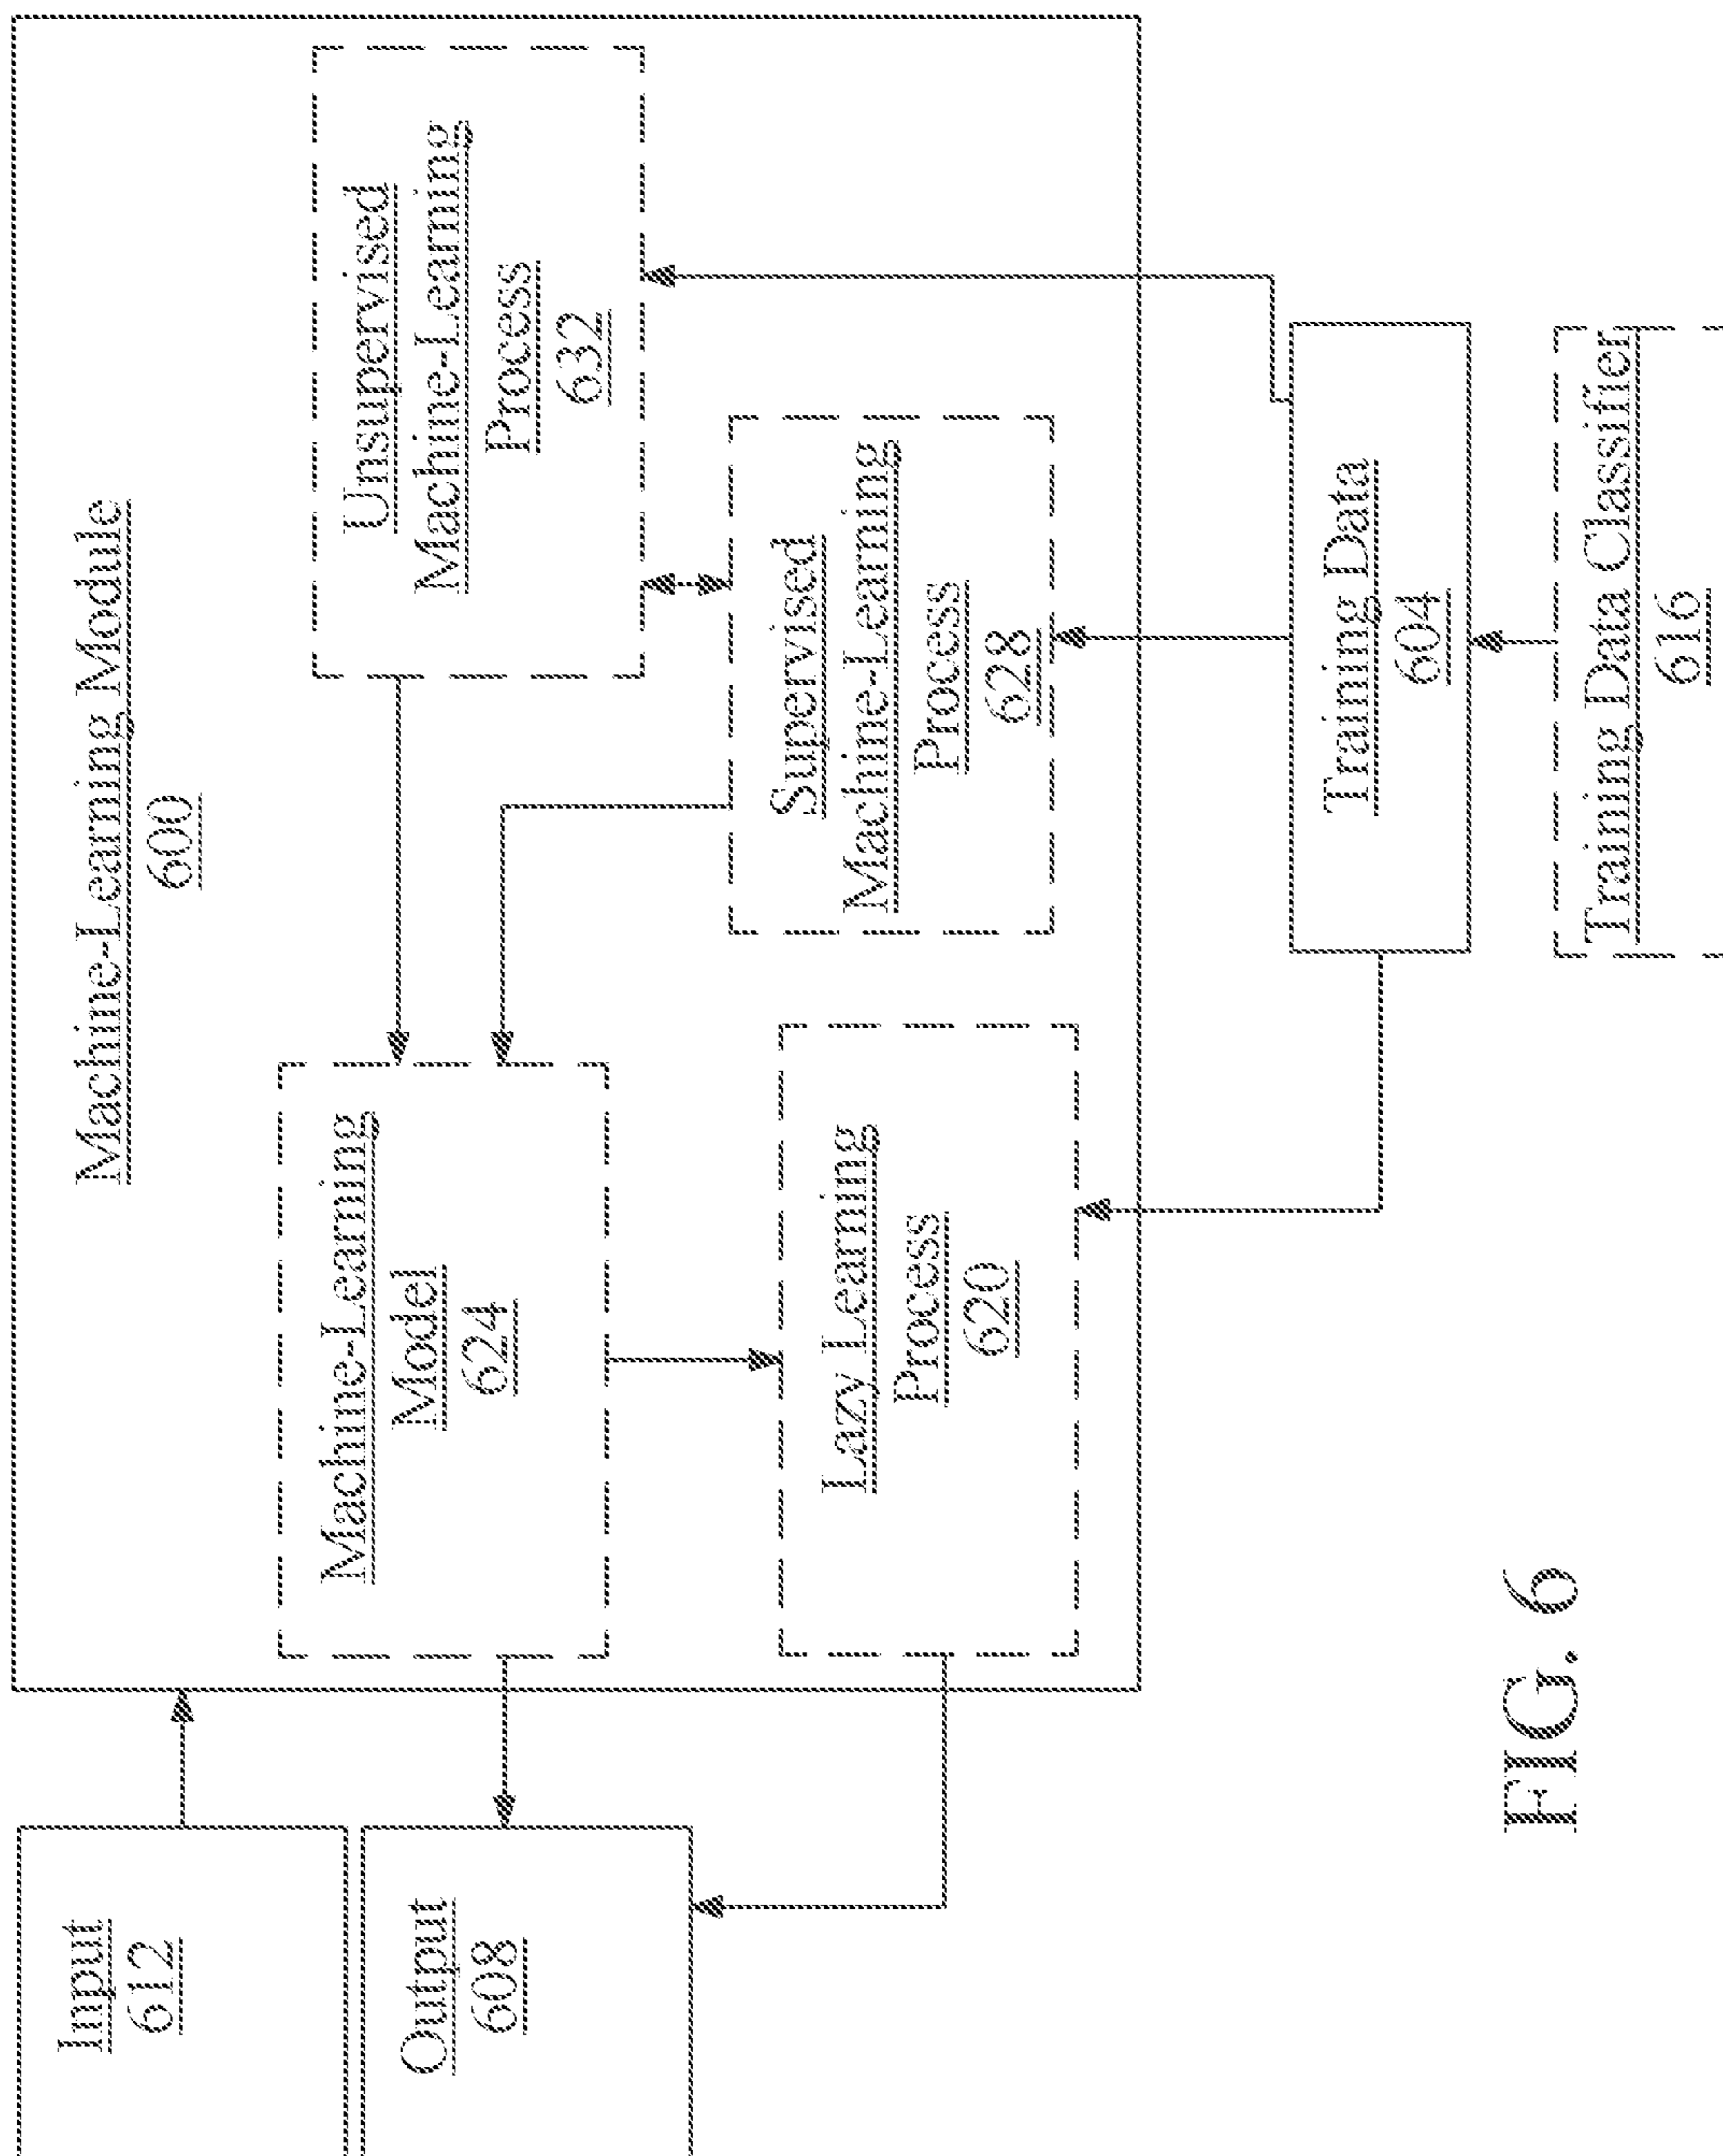 Machine-Learning Module
600
Input
612
Output
608
Machine-Learning
Model
624
Unsupervised
Machine-Learning
Process
632
Lazy Learning
Process
620
Supervised
Machine-Learning
Process
628
Training Data
604
Training Data Classifier
616
FIG. 6